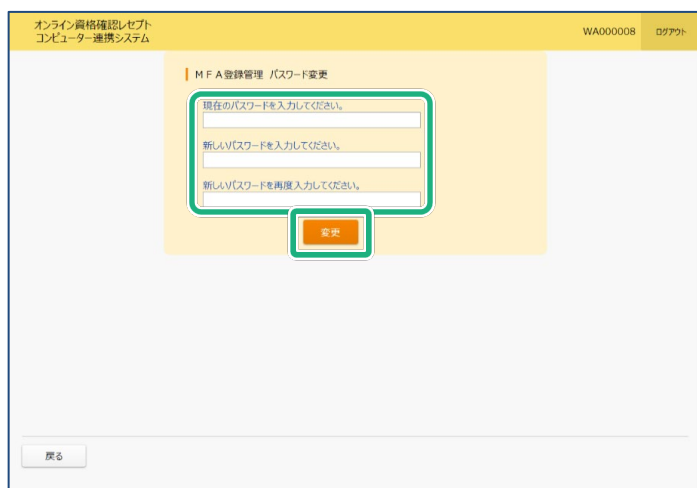 オンライン資格確認レセプト
コンピューター連携システム
WA000008
ログアウト
ＭＦＡ登録管理 パスワード変更
現在のパスワードを入力してください。
新しいパスワードを入力してください。
新しいパスワードを再度入力してください。
変更
戻る